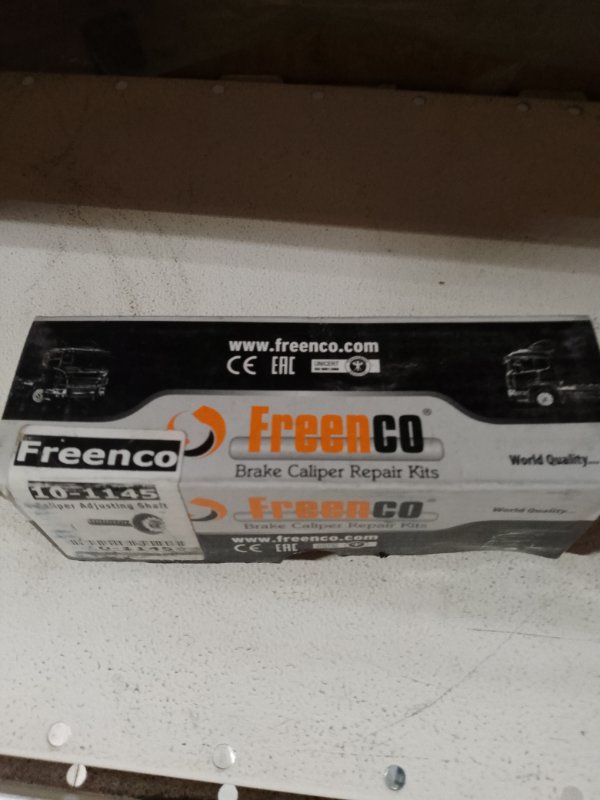 www.freenco.com
CE EAC UNICERT
Freenco®
Brake Caliper Repair Kits
World Quality...
Freenco
10-1145
Caliper Adjusting Shaft
Freenco
Brake Caliper Repair Kits
World Quality...
www.freenco.com
CE EAC